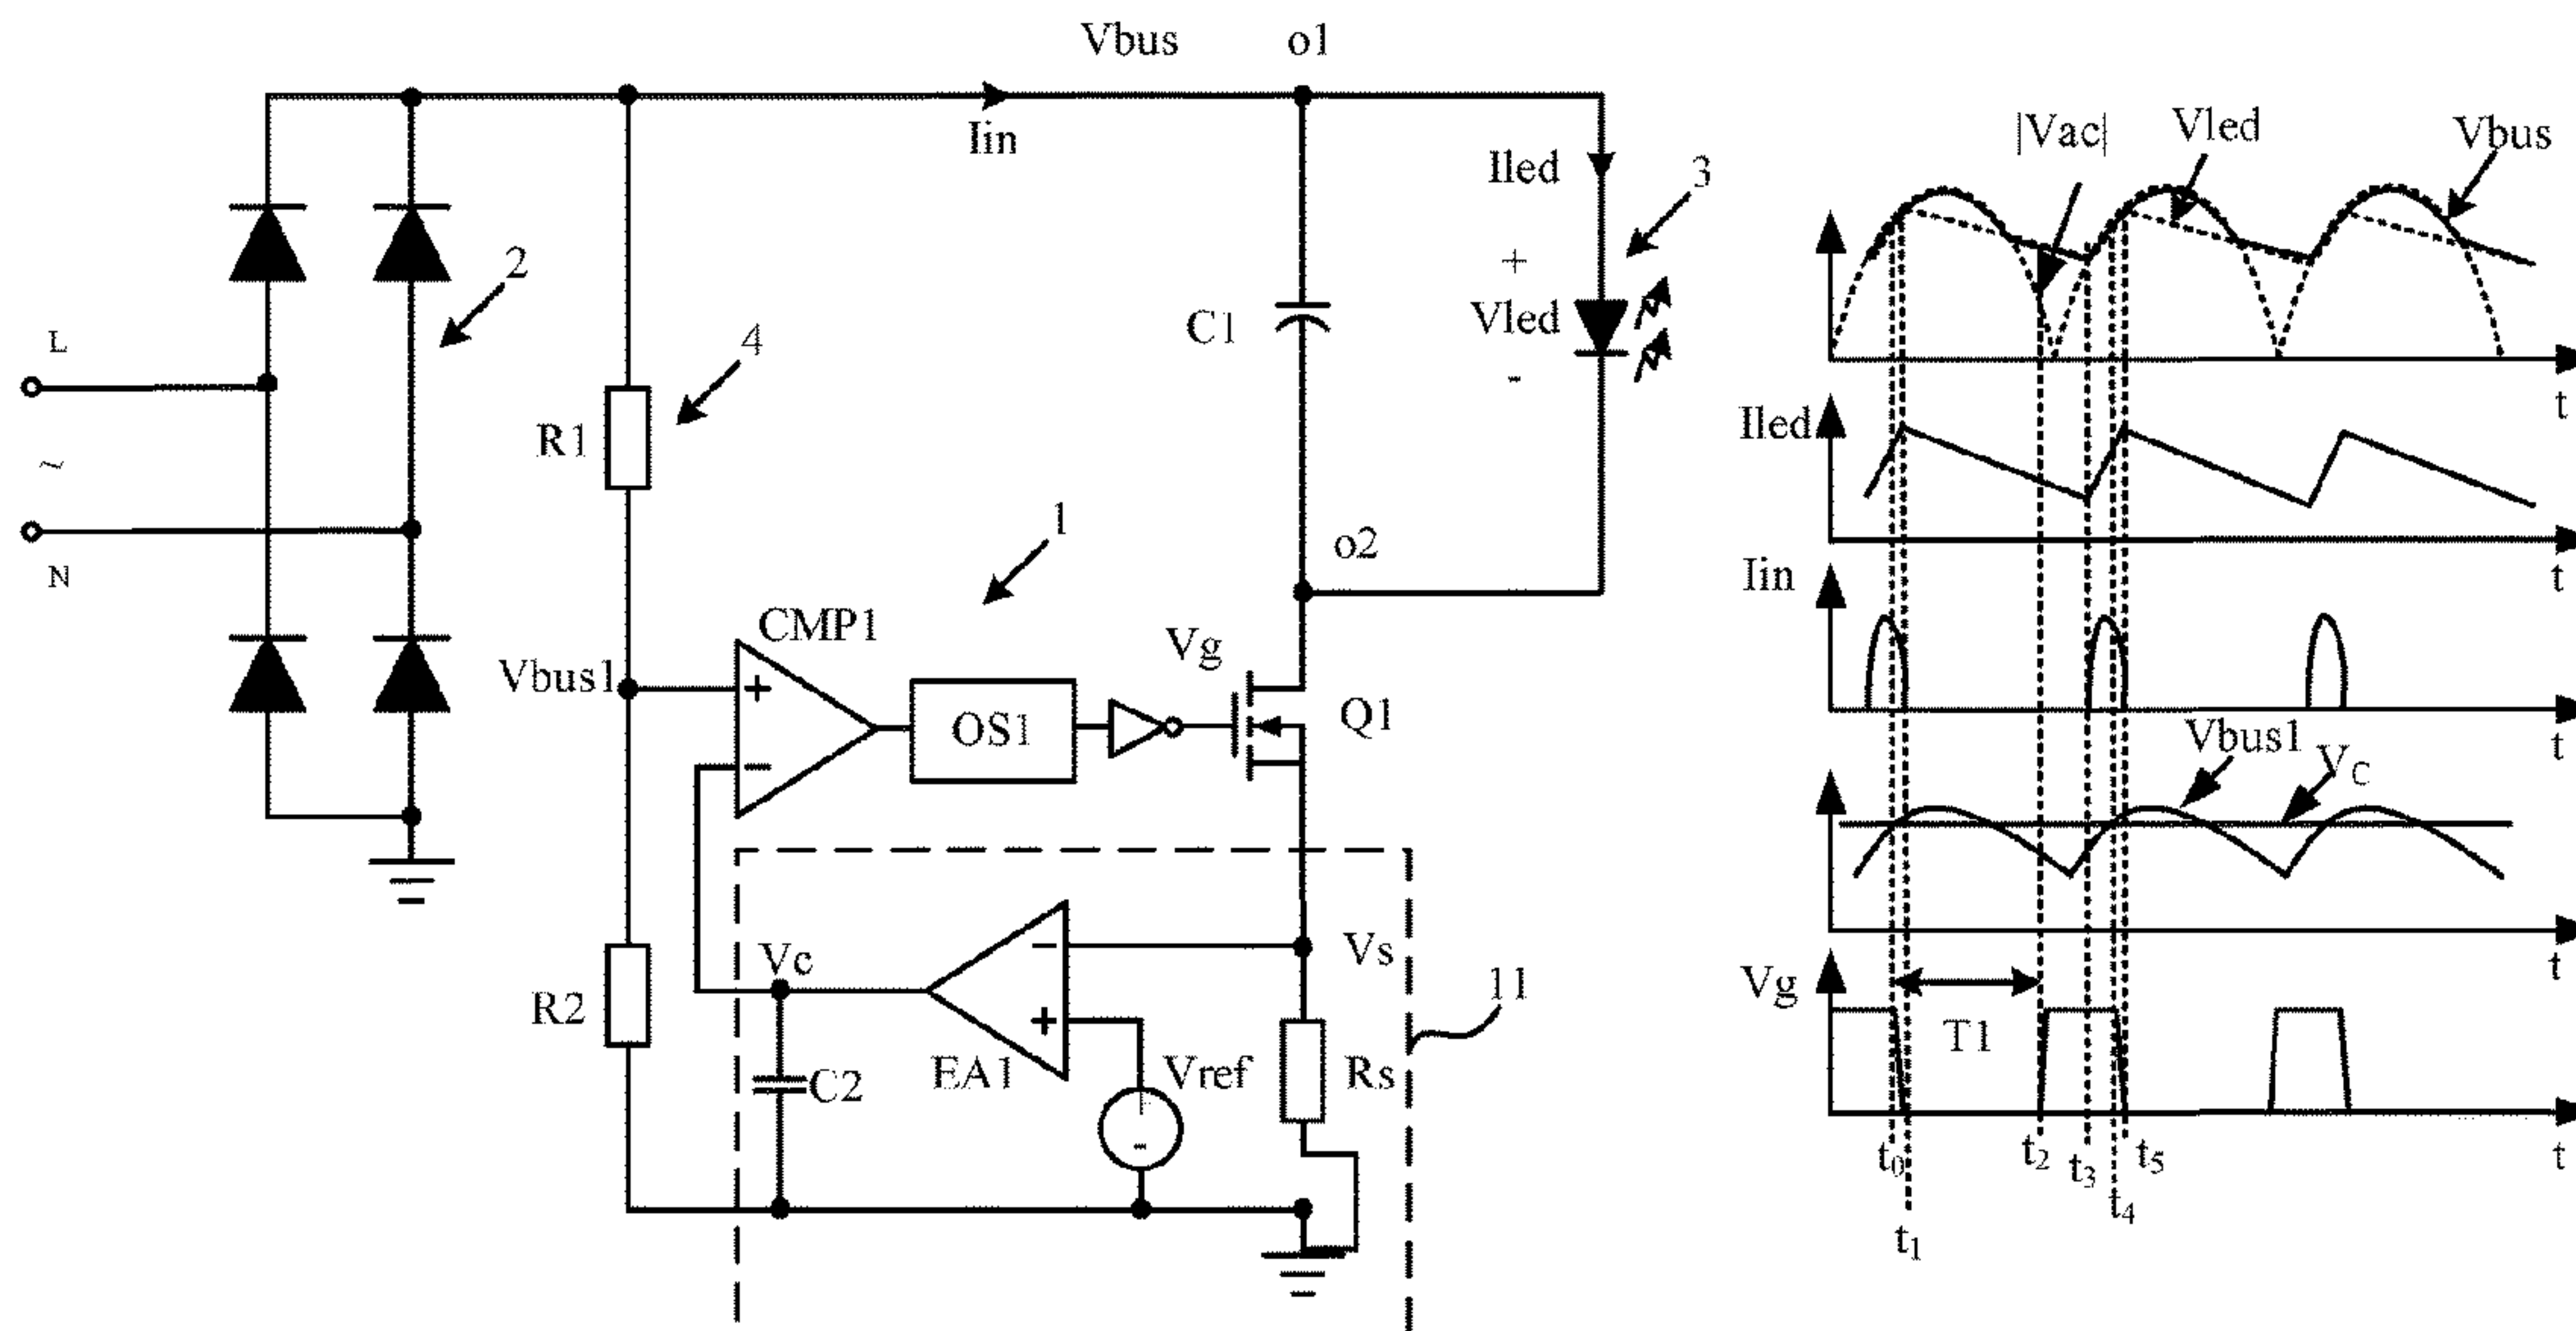 Vbus
o1
Iin
Iled
3
+
Vled
-
C1
2
4
L
~
N
R1
1
o2
CMP1
Vg
Vbus1
+
-
OS1
Q1
Vc
-
Vs
11
R2
+
EA1
Vref
Rs
C2
-
|Vac|
Vled
Vbus
t
Iled
t
Iin
t
Vbus1
Vc
t
Vg
T1
t0
t2
t3
t5
t
t4
t1